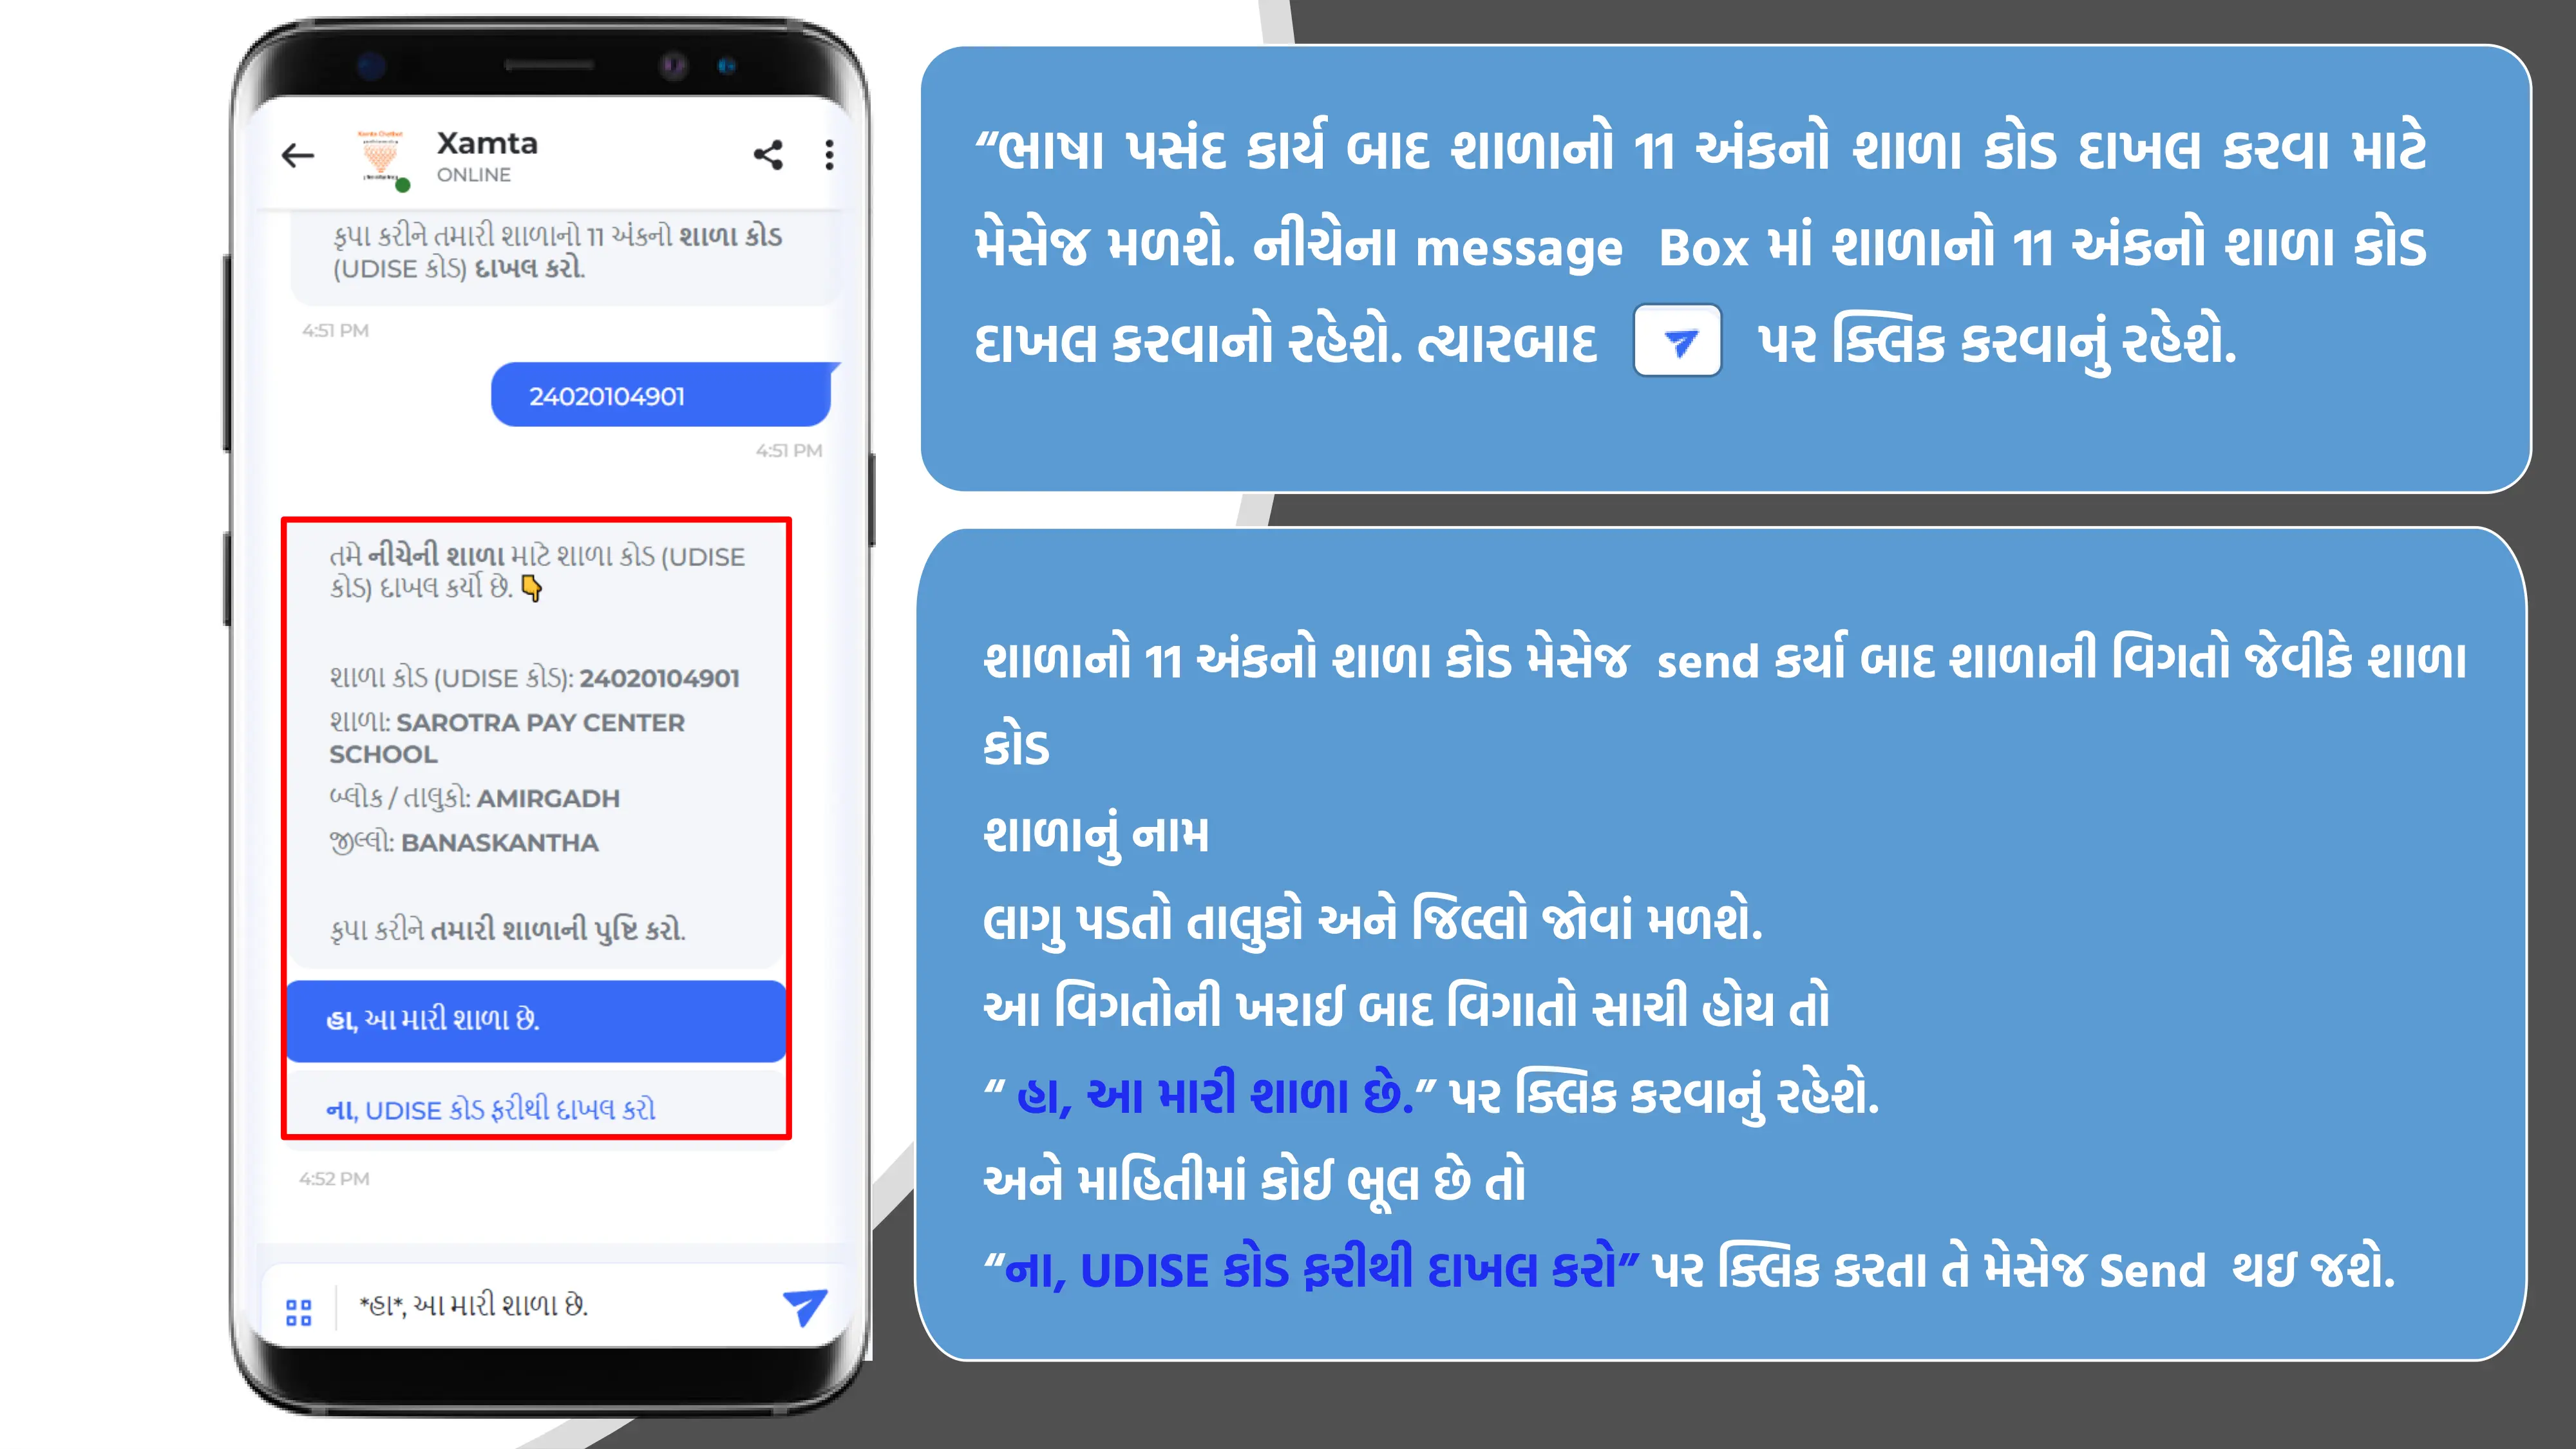 Xamta
ONLINE
કૃપા કરીને તમારી શાળાનો 11 અંકનો શાળા કોડ
(UDISE કોડ) દાખલ કરો.
4:51 PM
24020104901
4:51 PM
તમે નીચેની શાળા માટે શાળા કોડ (UDISE
કોડ) દાખલ કર્યો છે. 👇
શાળા કોડ (UDISE કોડ): 24020104901
શાળા: SAROTRA PAY CENTER
SCHOOL
બ્લોક / તાલુકો: AMIRGADH
જીલ્લો: BANASKANTHA
કૃપા કરીને તમારી શાળાની પુષ્ટિ કરો.
હા, આ મારી શાળા છે.
ના, UDISE કોડ ફરીથી દાખલ કરો
4:52 PM
*હા*, આ મારી શાળા છે.
“ભાષા પસંદ કાર્ય બાદ શાળાનો 11 અંકનો શાળા કોડ દાખલ કરવા માટે
મેસેજ મળશે. નીચેના message Box માં શાળાનો 11 અંકનો શાળા કોડ
દાખલ કરવાનો રહેશે. ત્યારબાદ પર ક્લિક કરવાનું રહેશે.
શાળાનો 11 અંકનો શાળા કોડ મેસેજ send કર્યા બાદ શાળાની વિગતો જેવીકે શાળા
કોડ
શાળાનું નામ
લાગુ પડતો તાલુકો અને જિલ્લો જોવાં મળશે.
આ વિગતોની ખરાઈ બાદ વિગાતો સાચી હોય તો
“ હા, આ મારી શાળા છે.” પર ક્લિક કરવાનું રહેશે.
અને માહિતીમાં કોઈ ભૂલ છે તો
“ના, UDISE કોડ ફરીથી દાખલ કરો” પર ક્લિક કરતા તે મેસેજ Send થઇ જશે.